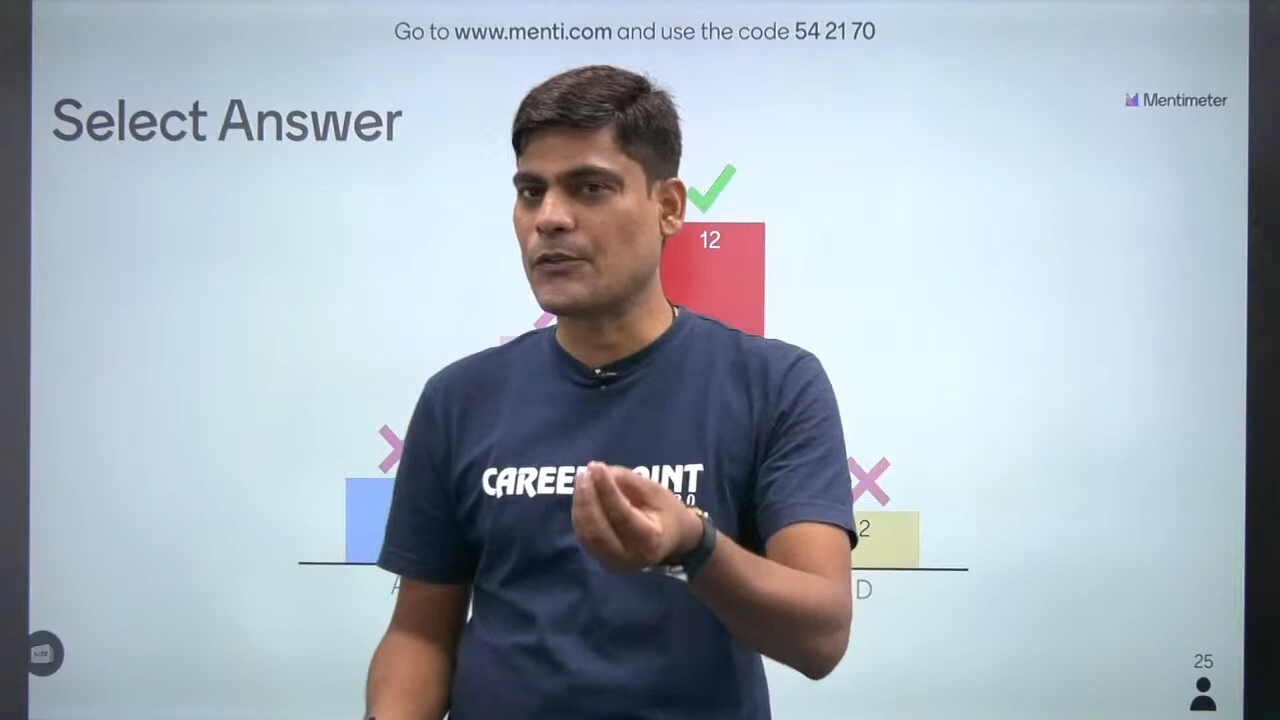 Go to www.menti.com and use the code 54 21 70
Mentimeter
Select Answer
12
2
A
D
25